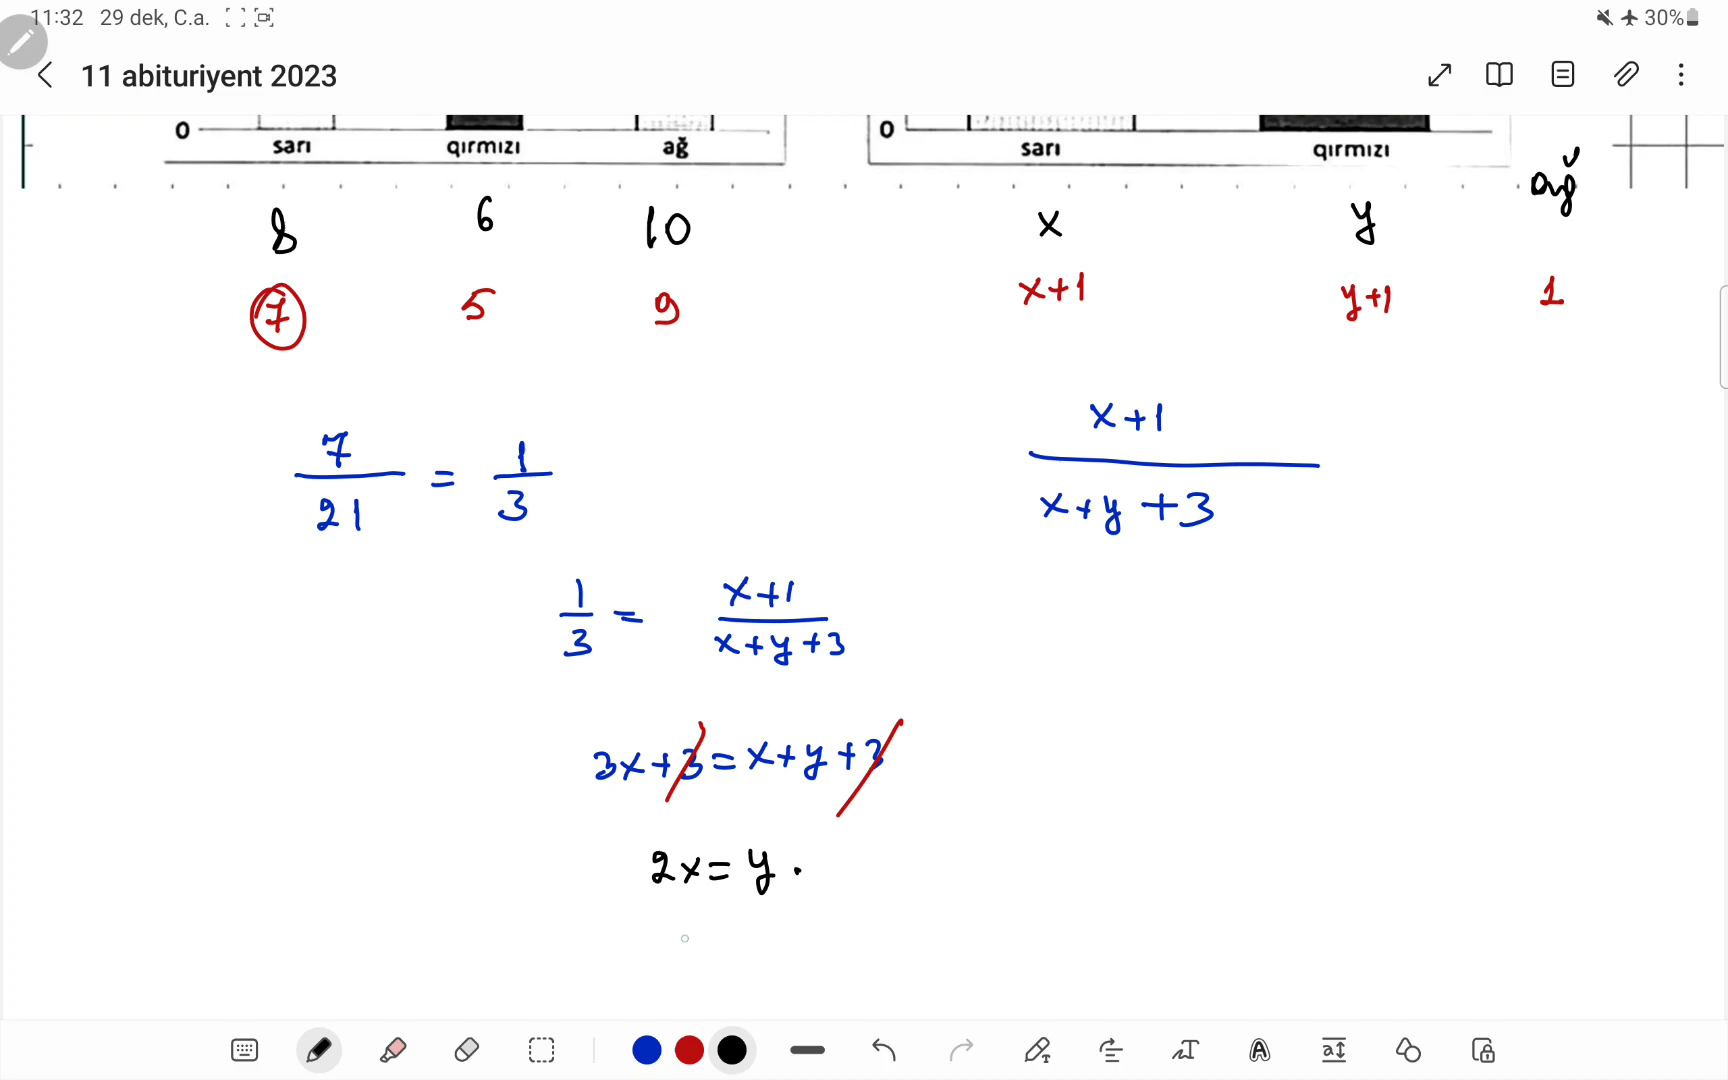 11:32 29 dek, C.a. 30%
11 abituriyent 2023
0 sarı qırmızı ağ
0 sarı qırmızı ağ
8 6 10 x y
7 5 9 x+1 y+1 1
7/21 = 1/3
x+1/x+y+3
1/3 = x+1/x+y+3
3x+3=x+y+3
2x=y.